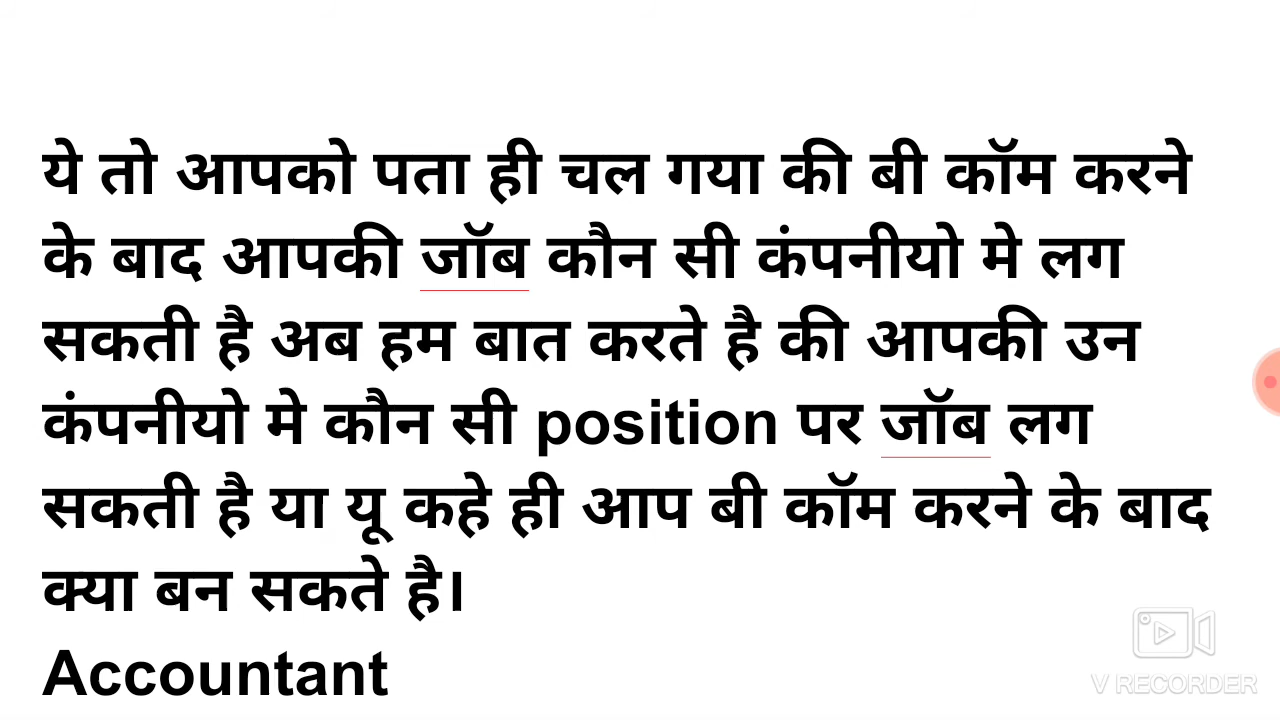 ये तो आपको पता ही चल गया की बी कॉम करने
के बाद आपकी जॉब कौन सी कंपनीयो मे लग
सकती है अब हम बात करते है की आपकी उन
कंपनीयो मे कौन सी position पर जॉब लग
सकती है या यू कहे ही आप बी कॉम करने के बाद
क्या बन सकते है।
Accountant
V RECORDER